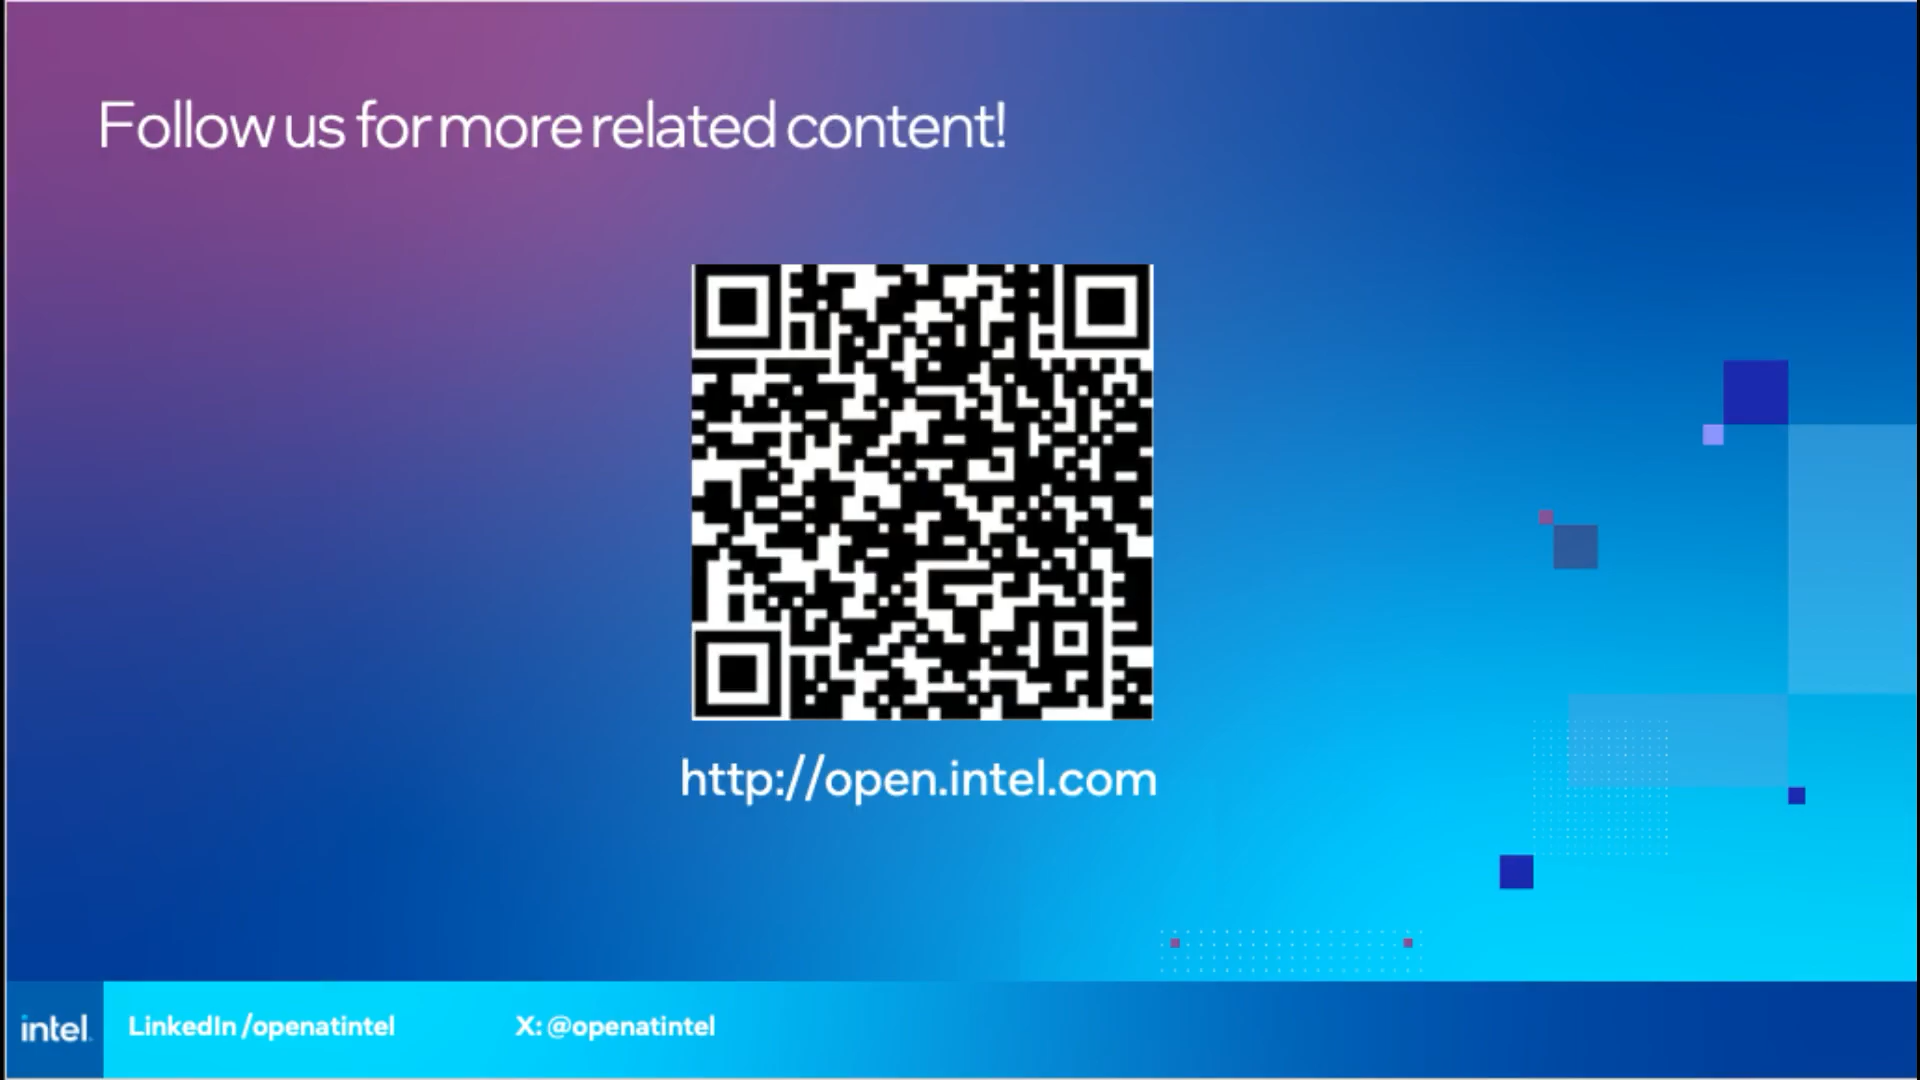 Follow us for more related content!
http://open.intel.com
intel.
LinkedIn /openatintel
X: @openatintel